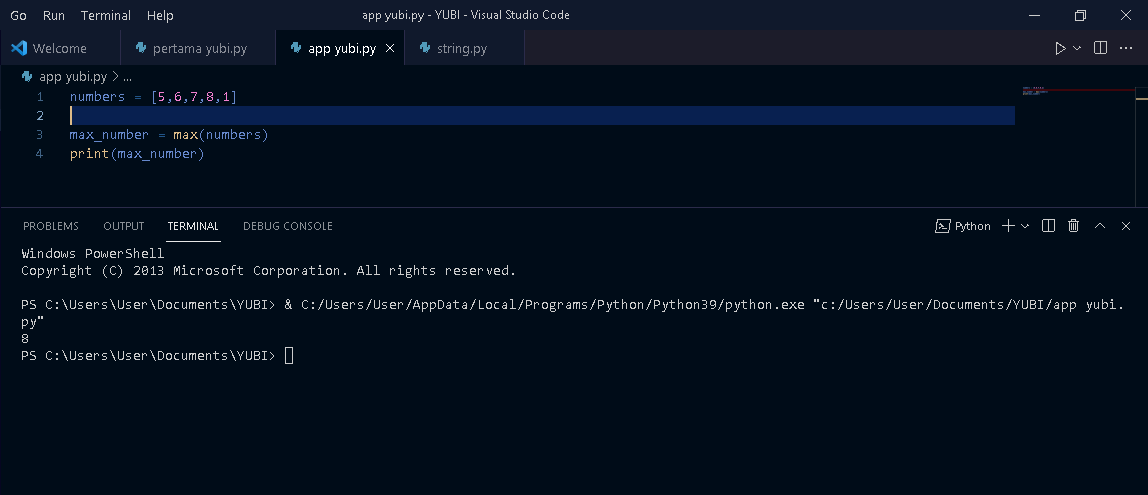 Go Run Terminal Help app yubi.py - YUBI - Visual Studio Code
Welcome pertama yubi.py app yubi.py string.py
app yubi.py > ...
1 numbers = [5,6,7,8,1]
2
3 max_number = max(numbers)
4 print(max_number)
PROBLEMS OUTPUT TERMINAL DEBUG CONSOLE Python
Windows PowerShell
Copyright (C) 2013 Microsoft Corporation. All rights reserved.
PS C:\Users\User\Documents\YUBI> & C:/Users/User/AppData/Local/Programs/Python/Python39/python.exe "c:/Users/User/Documents/YUBI/app yubi.
py"
8
PS C:\Users\User\Documents\YUBI>